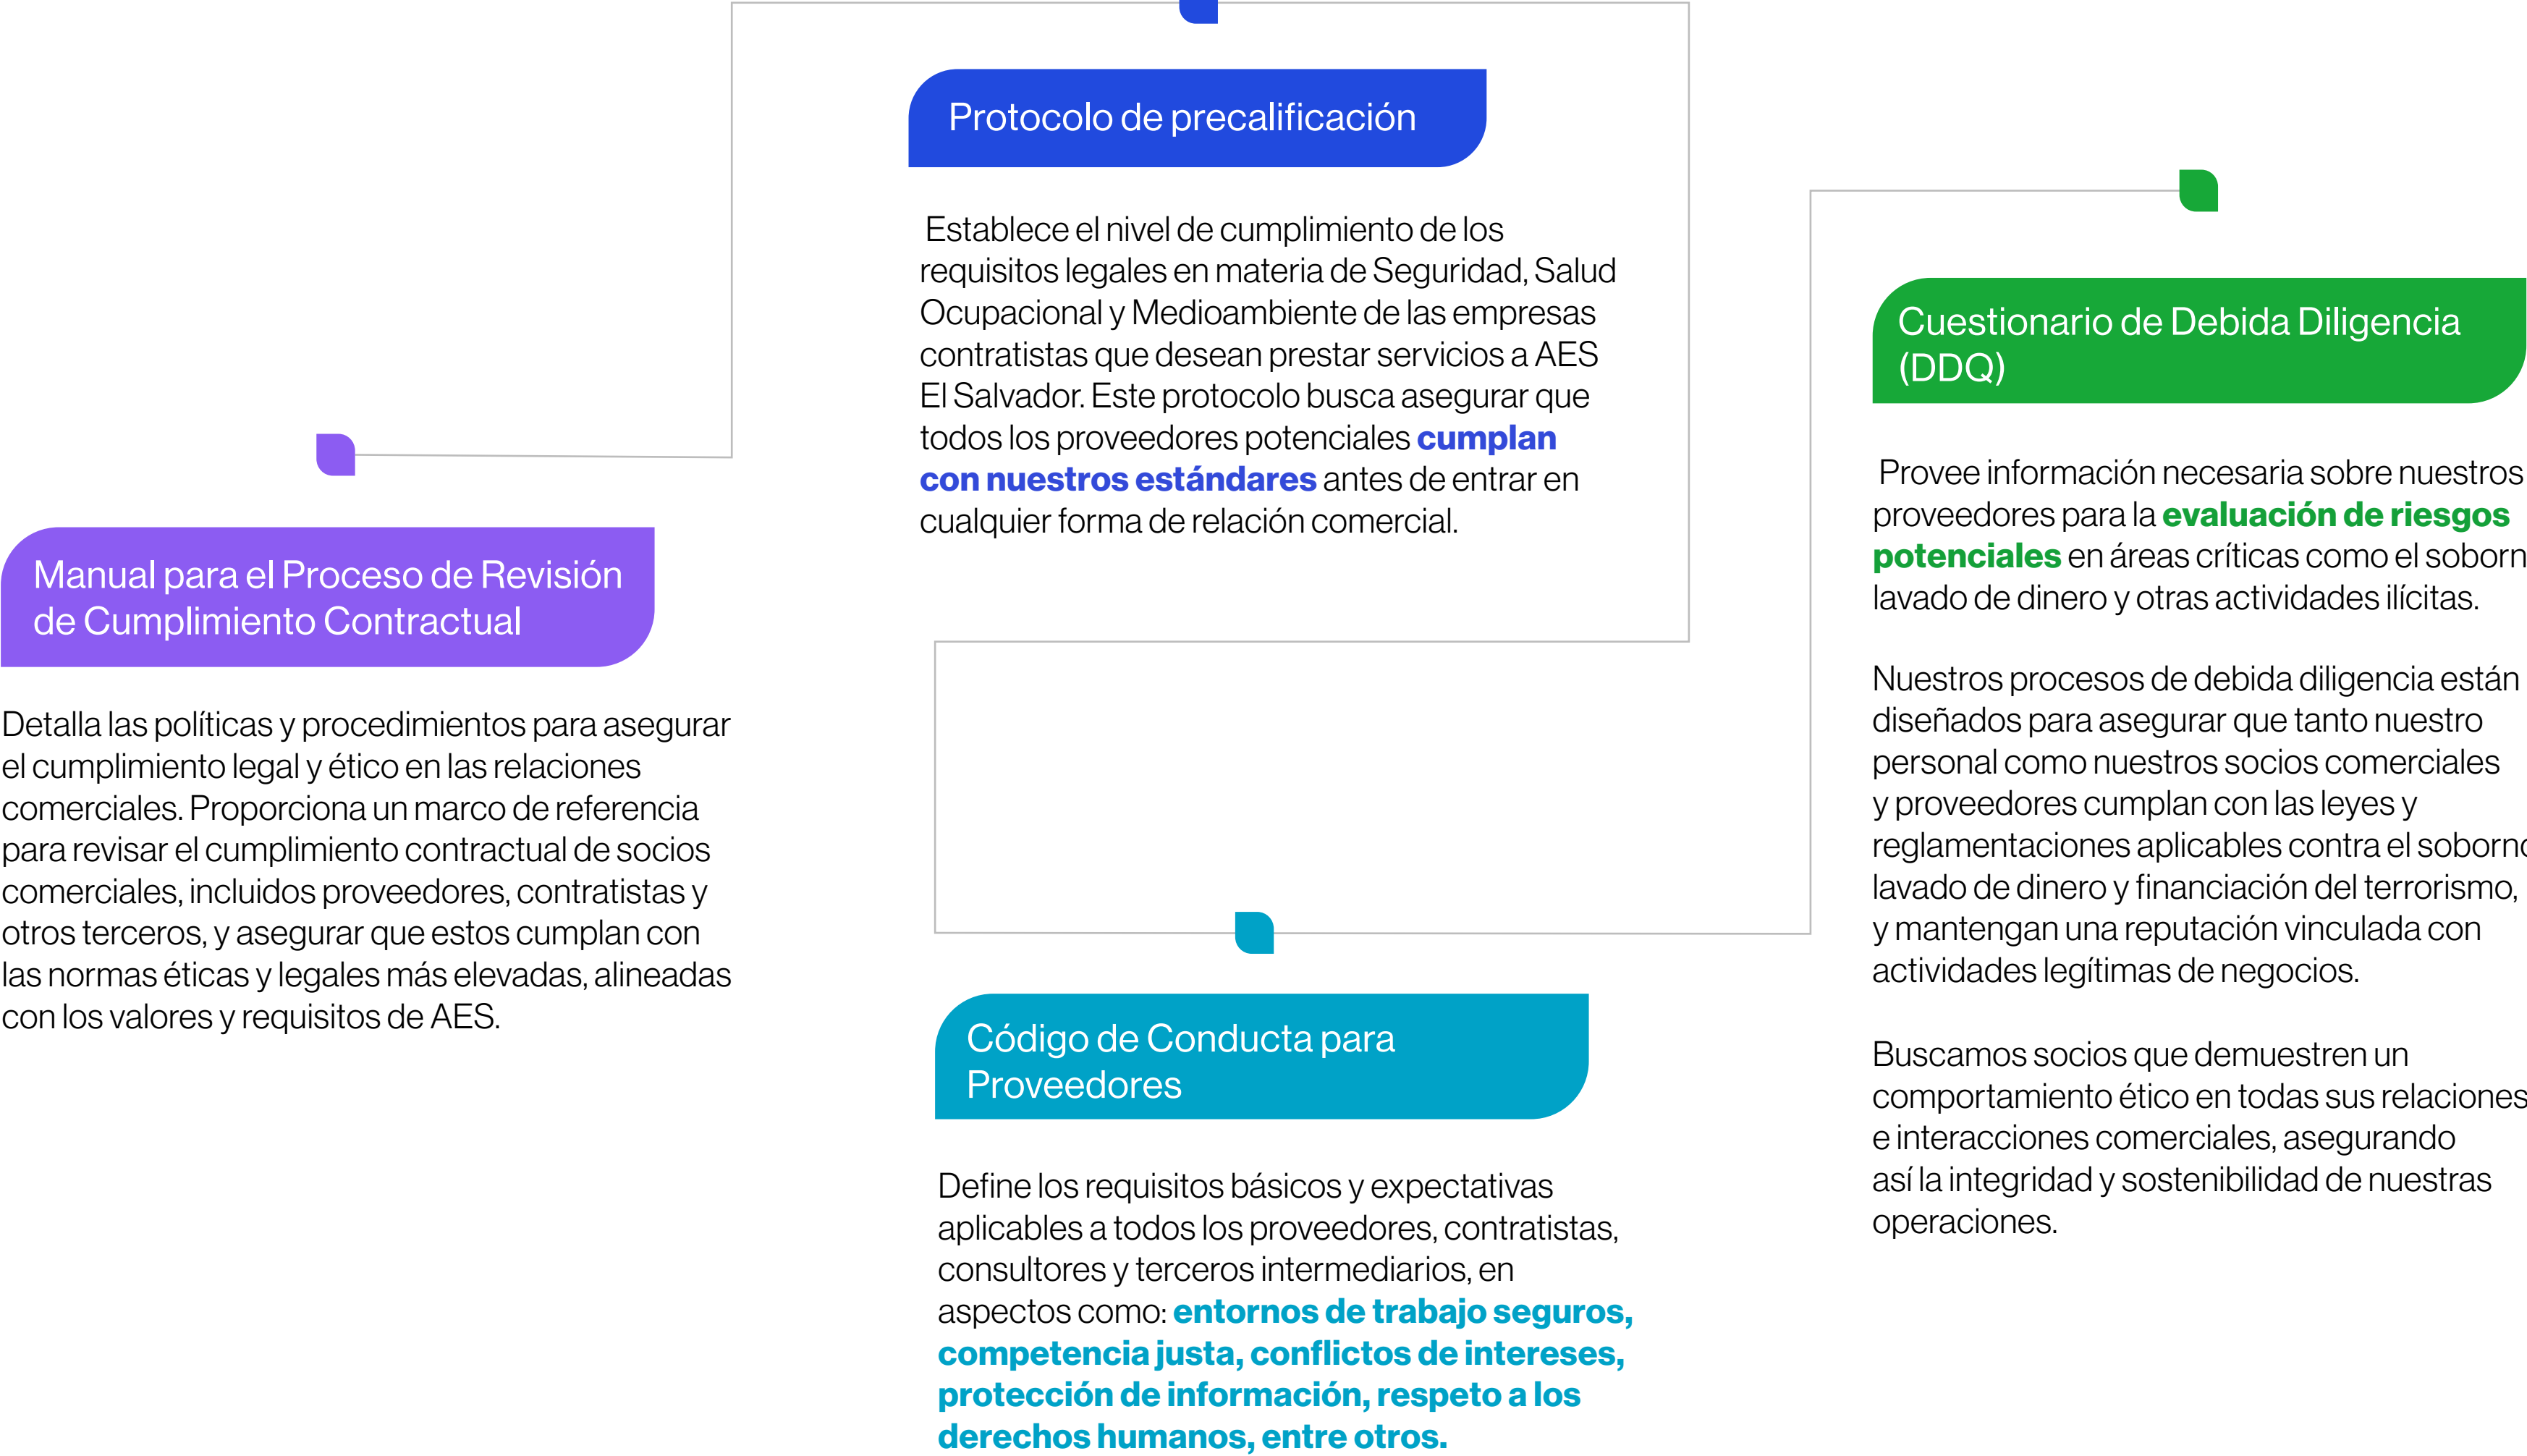 Manual para el Proceso de Revisión
de Cumplimiento Contractual
Detalla las políticas y procedimientos para asegurar
el cumplimiento legal y ético en las relaciones
comerciales. Proporciona un marco de referencia
para revisar el cumplimiento contractual de socios
comerciales, incluidos proveedores, contratistas y
otros terceros, y asegurar que estos cumplan con
las normas éticas y legales más elevadas, alineadas
con los valores y requisitos de AES.
Protocolo de precalificación
Establece el nivel de cumplimiento de los
requisitos legales en materia de Seguridad, Salud
Ocupacional y Medioambiente de las empresas
contratistas que desean prestar servicios a AES
El Salvador. Este protocolo busca asegurar que
todos los proveedores potenciales cumplan
con nuestros estándares antes de entrar en
cualquier forma de relación comercial.
Código de Conducta para
Proveedores
Define los requisitos básicos y expectativas
aplicables a todos los proveedores, contratistas,
consultores y terceros intermediarios, en
aspectos como: entornos de trabajo seguros,
competencia justa, conflictos de intereses,
protección de información, respeto a los
derechos humanos, entre otros.
Cuestionario de Debida Diligencia
(DDQ)
Provee información necesaria sobre nuestros
proveedores para la evaluación de riesgos
potenciales en áreas críticas como el soborn
lavado de dinero y otras actividades ilícitas.
Nuestros procesos de debida diligencia están
diseñados para asegurar que tanto nuestro
personal como nuestros socios comerciales
y proveedores cumplan con las leyes y
reglamentaciones aplicables contra el soborno
lavado de dinero y financiación del terrorismo,
y mantengan una reputación vinculada con
actividades legítimas de negocios.
Buscamos socios que demuestren un
comportamiento ético en todas sus relaciones
e interacciones comerciales, asegurando
así la integridad y sostenibilidad de nuestras
operaciones.